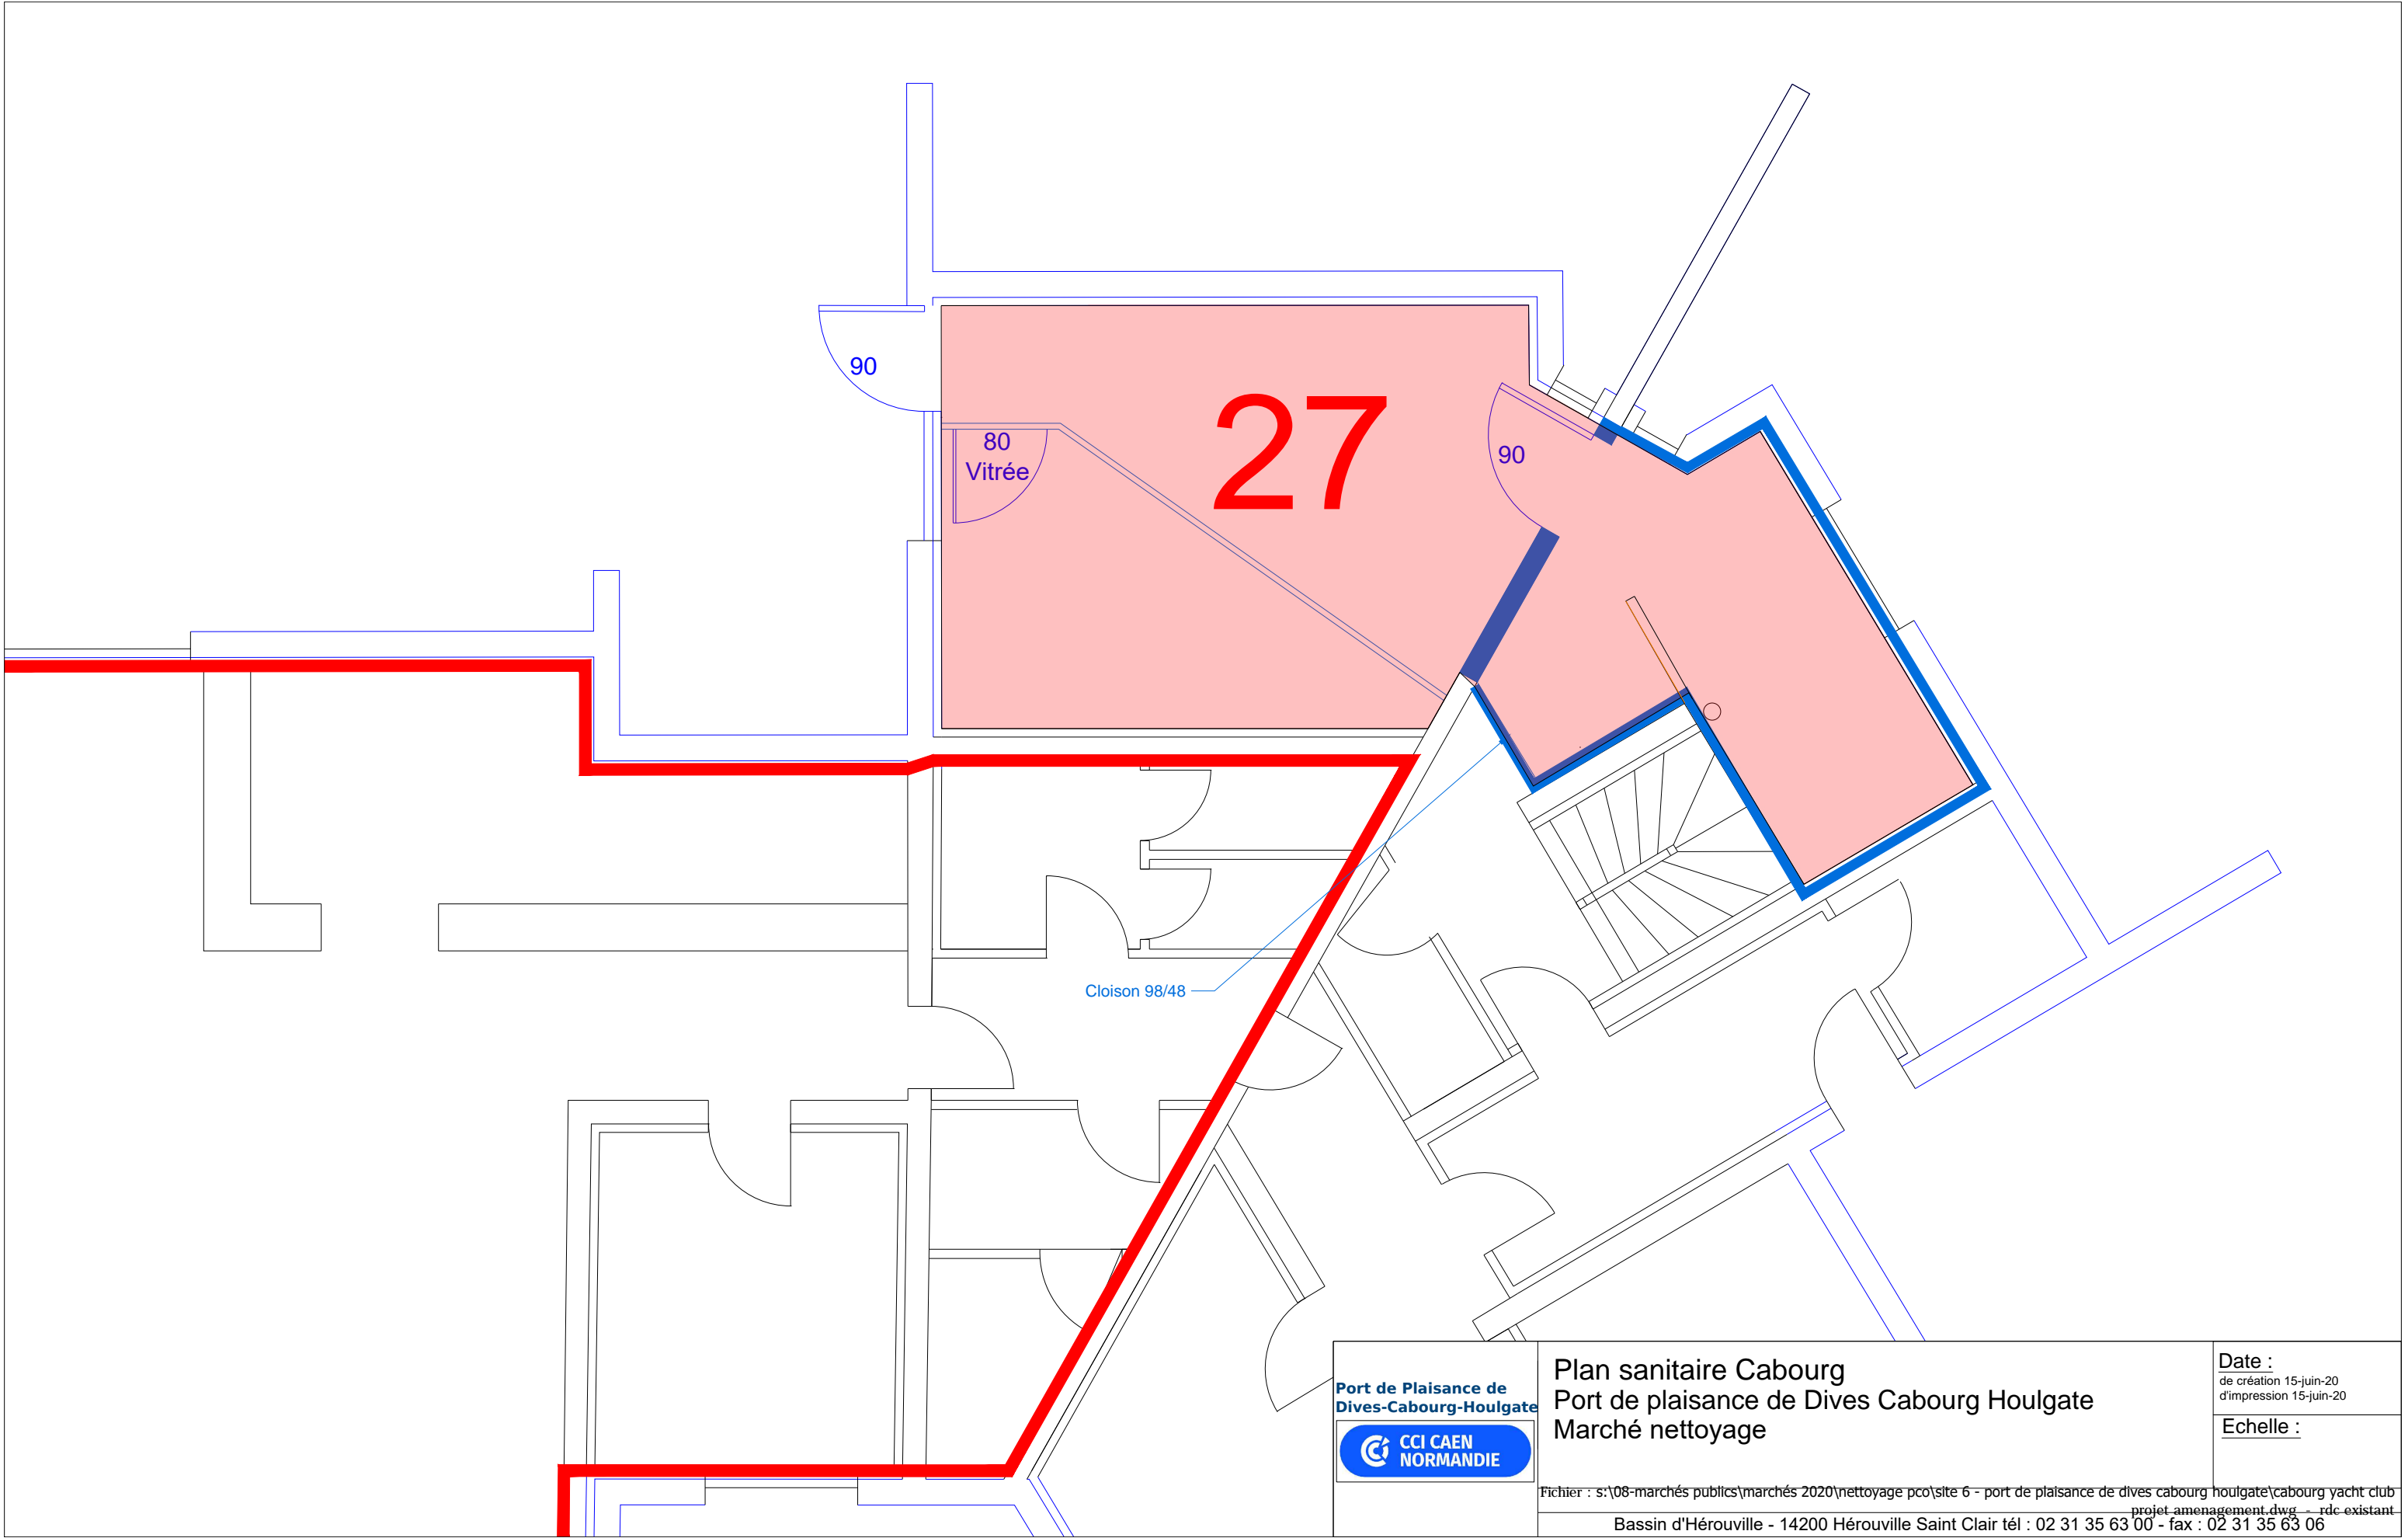 90
27
80
Vitrée
90
Cloison 98/48
Port de Plaisance de
Dives-Cabourg-Houlgate
CCI CAEN
NORMANDIE
Plan sanitaire Cabourg
Port de plaisance de Dives Cabourg Houlgate
Marché nettoyage
Date :
de création 15-juin-20
d'impression 15-juin-20
Echelle :
Fichier : s:\08-marchés publics\marchés 2020\nettoyage pco\site 6 - port de plaisance de dives cabourg houlgate\cabourg yacht club
projet amenagement.dwg - rdc existant
Bassin d'Hérouville - 14200 Hérouville Saint Clair tél : 02 31 35 63 00 - fax : 02 31 35 63 06